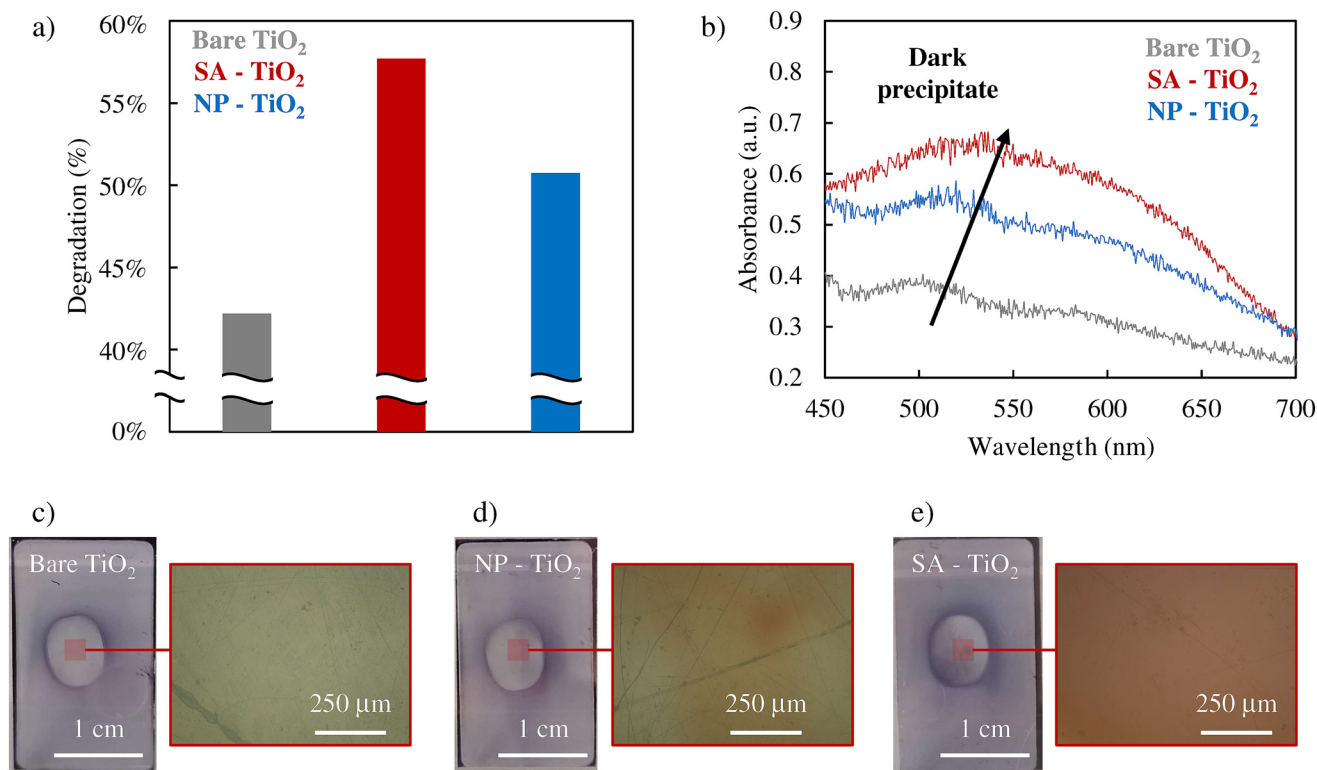 a)
Bare TiO₂
SA - TiO₂
NP - TiO₂
Degradation (%)
60%
55%
50%
45%
40%
0%
b)
Dark
precipitate
Bare TiO₂
SA - TiO₂
NP - TiO₂
Absorbance (a.u.)
0.9
0.8
0.7
0.6
0.5
0.4
0.3
0.2
450 500 550 600 650 700
Wavelength (nm)
c)
Bare TiO₂
1 cm
250 µm
d)
NP - TiO₂
1 cm
250 µm
e)
SA - TiO₂
1 cm
250 µm